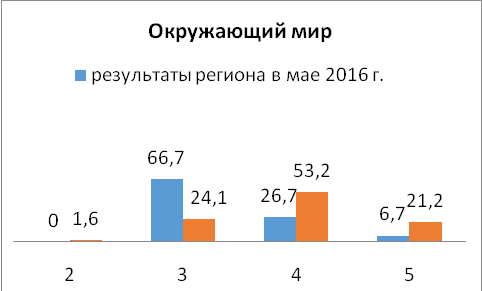 Окружающий мир
результаты региона в мае 2016 г.
53,2
66,7
24,1
26,7
21,2
6,7
0 1,6
2 3 4 5